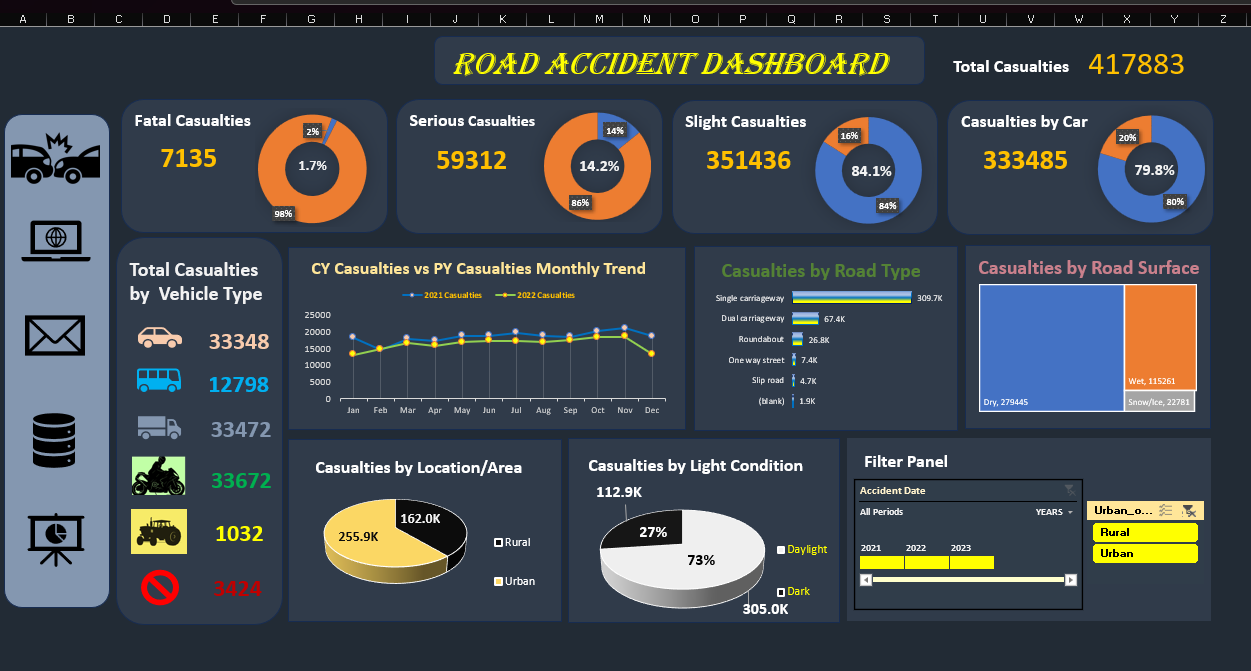 A B C D E F G H I J K L M N O P Q R S T U V W X Y Z
ROAD ACCIDENT DASHBOARD
Total Casualties 417883
Fatal Casualties
7135
2%
1.7%
98%
Serious Casualties
59312
14%
14.2%
86%
Slight Casualties
351436
16%
84.1%
84%
Casualties by Car
333485
20%
79.8%
80%
Total Casualties
by Vehicle Type
33348
12798
33472
33672
1032
3424
CY Casualties vs PY Casualties Monthly Trend
2021 Casualties 2022 Casualties
25000
20000
15000
10000
5000
0
Jan Feb Mar Apr May Jun Jul Aug Sep Oct Nov Dec
Casualties by Road Type
Single carriageway 309.7K
Dual carriageway 67.4K
Roundabout 26.8K
One way street 7.4K
Slip road 4.7K
(blank) 1.9K
Casualties by Road Surface
Dry, 279445
Wet, 115261
Snow/Ice, 22781
Casualties by Location/Area
162.0K
255.9K
Rural
Urban
Casualties by Light Condition
112.9K
27%
73%
305.0K
Daylight
Dark
Filter Panel
Accident Date
All Periods YEARS
2021 2022 2023
Urban_o...
Rural
Urban